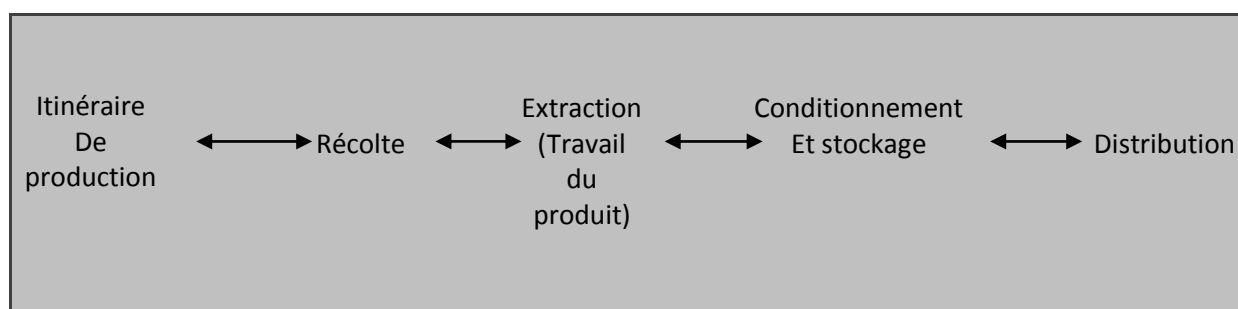 Itinéraire
De
production
Récolte
Extraction
(Travail
du
produit)
Conditionnement
Et stockage
Distribution